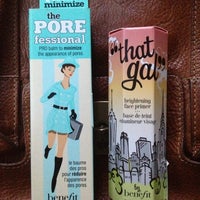 minimize
the
PORE
fessional
PRO balm to minimize
the appearance of pores
le baume
des pros
pour réduire
l'apparence
des pores
"that
gal"
brightening
face primer
base de teint
illuminateur visage
by
benefit